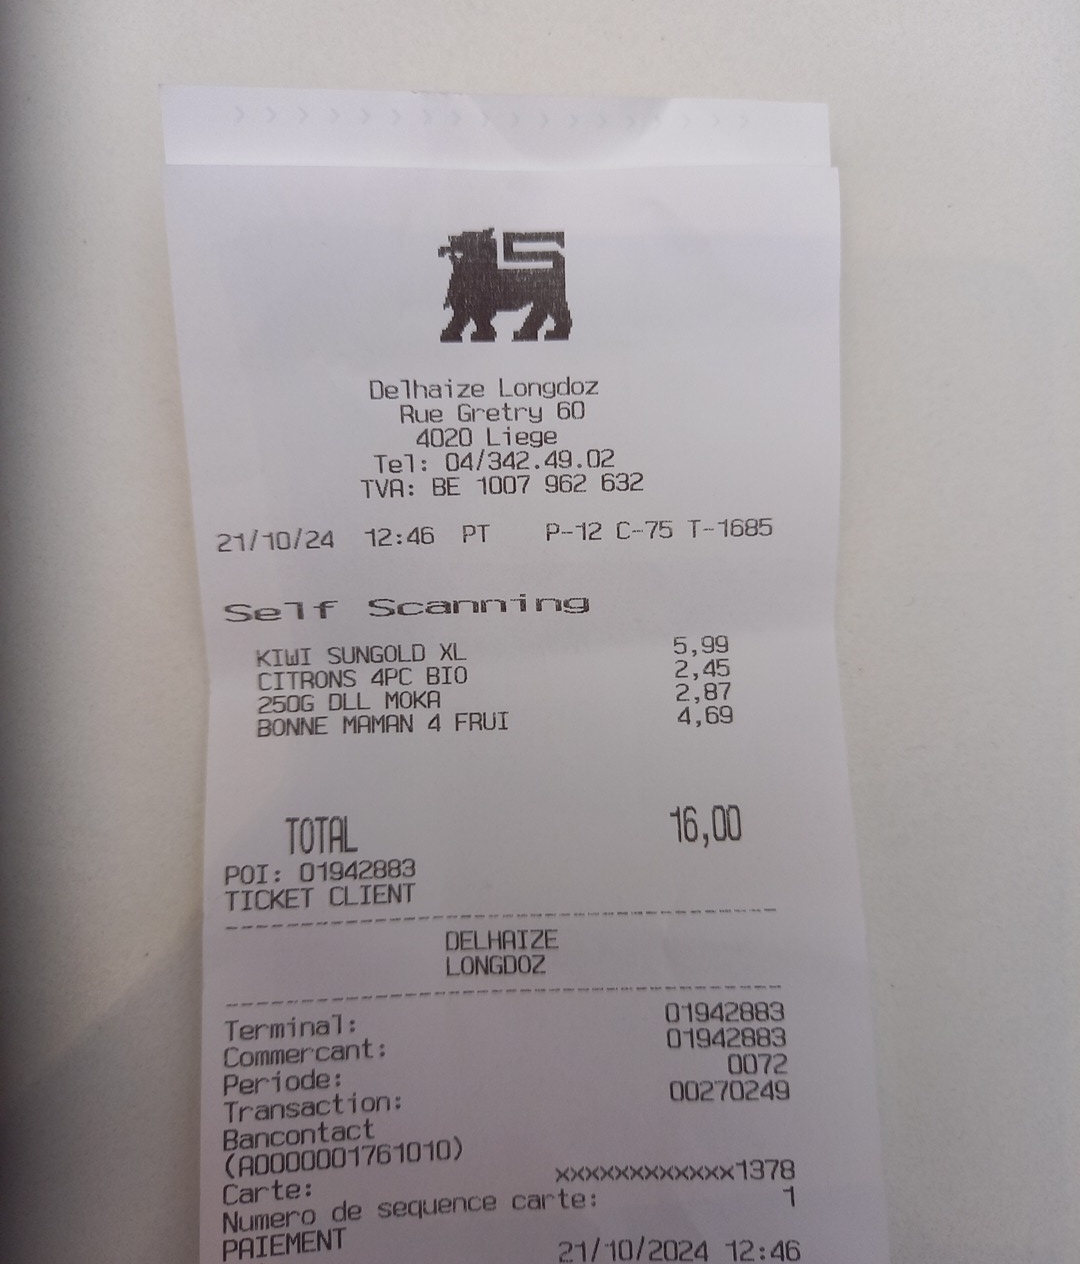 Delhaize Longdoz
Rue Gretry 60
4020 Liege
Tel: 04/342.49.02
TVA: BE 1007 962 632
21/10/24 12:46 PT P-12 C-75 T-1685
Self Scanning
KIWI SUNGOLD XL 5,99
CITRONS 4PC BIO 2,45
250G DLL MOKA 2,87
BONNE MAMAN 4 FRUI 4,69
TOTAL 16,00
POI: 01942883
TICKET CLIENT
DELHAIZE
LONGDOZ
Terminal: 01942883
Commercant: 01942883
Periode: 0072
Transaction: 00270249
Bancontact
(A0000001761010)
Carte: xxxxxxxxxxxxx1378
Numero de sequence carte: 1
PAIEMENT 21/10/2024 12:46